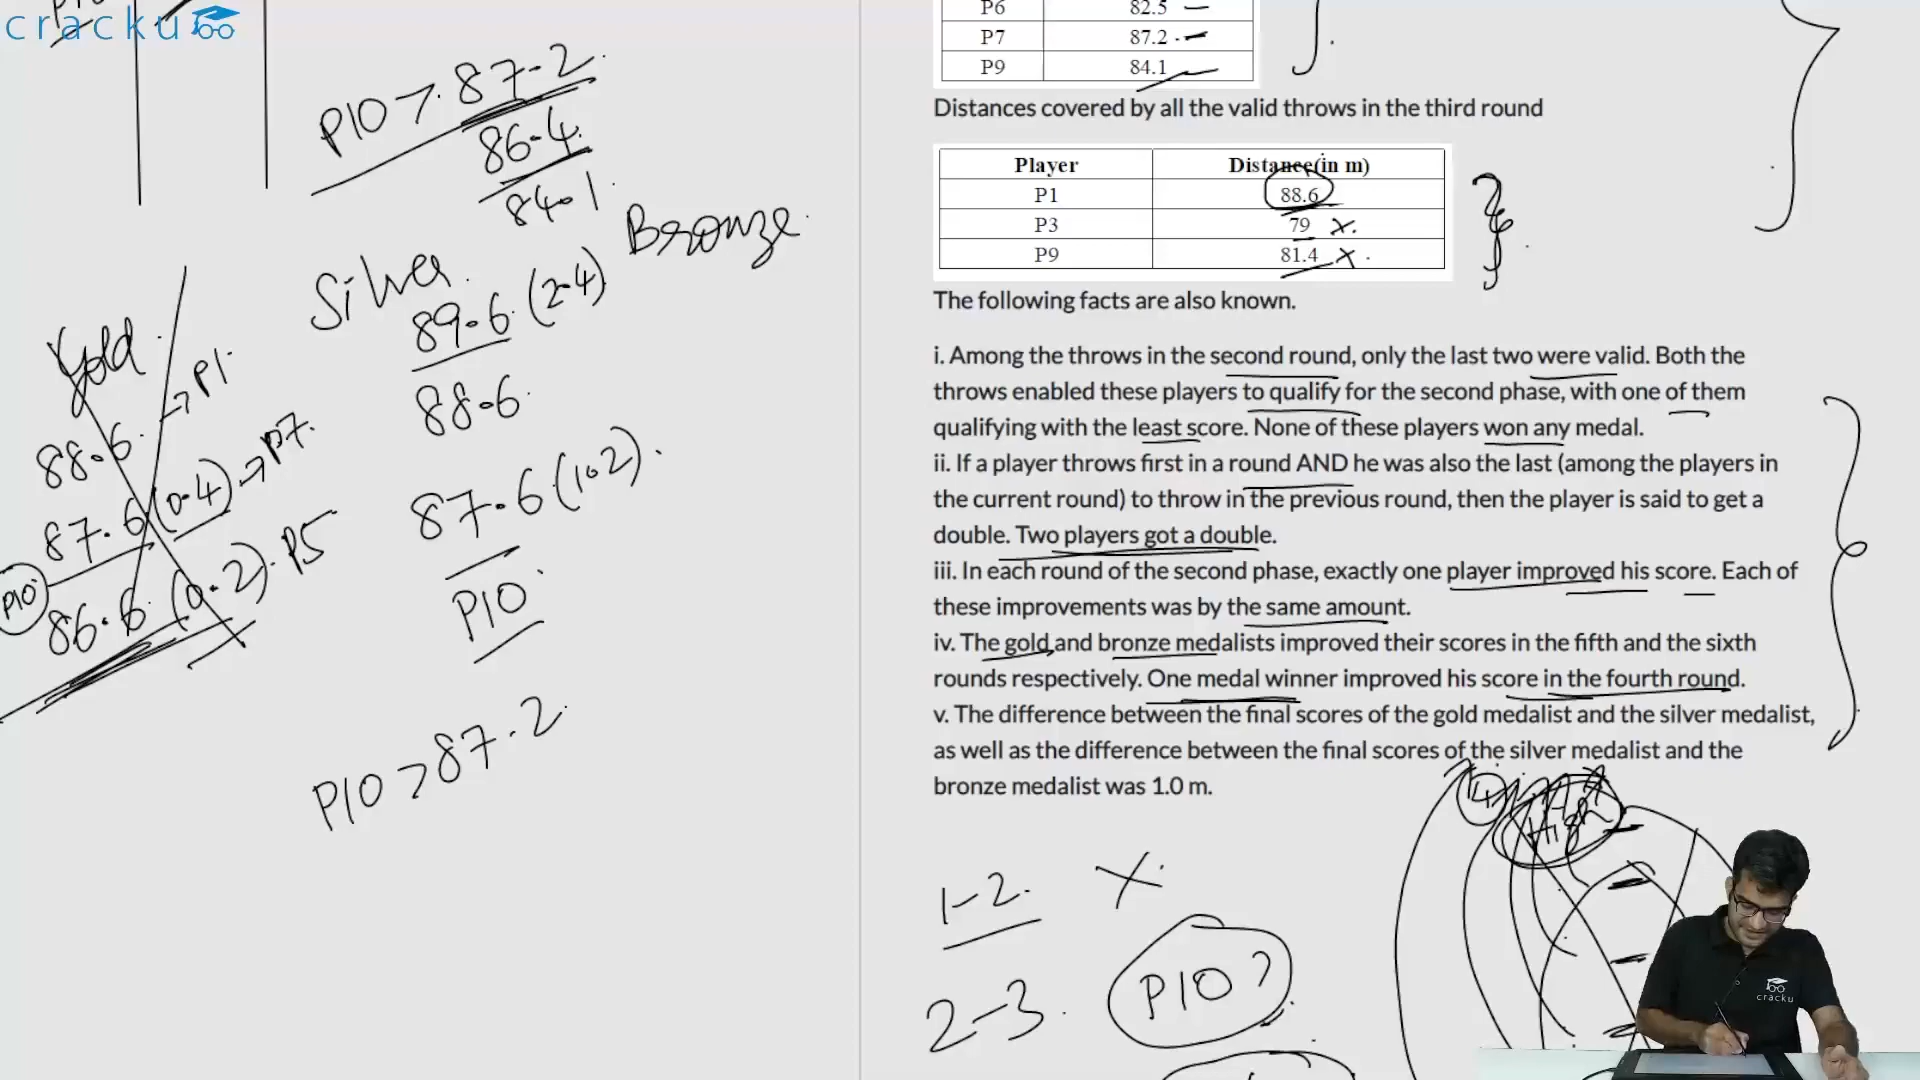 cracku
P10 > 87.2
86.4
84.1
Silver
Bronze
89.6 (2.4)
88.6
87.6 (1.2)
P10
P10 > 87.2
Gold
88.6 → P1
87.6 (0.4) → P7
P10
86.6 (0.2) P5
P6 82.5
P7 87.2
P9 84.1
Distances covered by all the valid throws in the third round
Player Distance(in m)
P1 88.6
P3 79 x
P9 81.4 x
The following facts are also known.
i. Among the throws in the second round, only the last two were valid. Both the
throws enabled these players to qualify for the second phase, with one of them
qualifying with the least score. None of these players won any medal.
ii. If a player throws first in a round AND he was also the last (among the players in
the current round) to throw in the previous round, then the player is said to get a
double. Two players got a double.
iii. In each round of the second phase, exactly one player improved his score. Each of
these improvements was by the same amount.
iv. The gold and bronze medalists improved their scores in the fifth and the sixth
rounds respectively. One medal winner improved his score in the fourth round.
v. The difference between the final scores of the gold medalist and the silver medalist,
as well as the difference between the final scores of the silver medalist and the
bronze medalist was 1.0 m.
1-2. X
2-3.
P10 ?
cracku